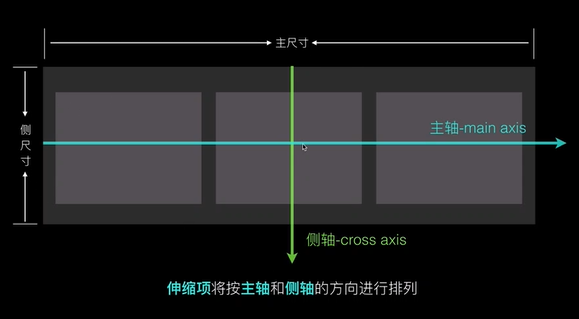 主尺寸
侧尺寸
主轴-main axis
侧轴-cross axis
伸缩项将按主轴和侧轴的方向进行排列